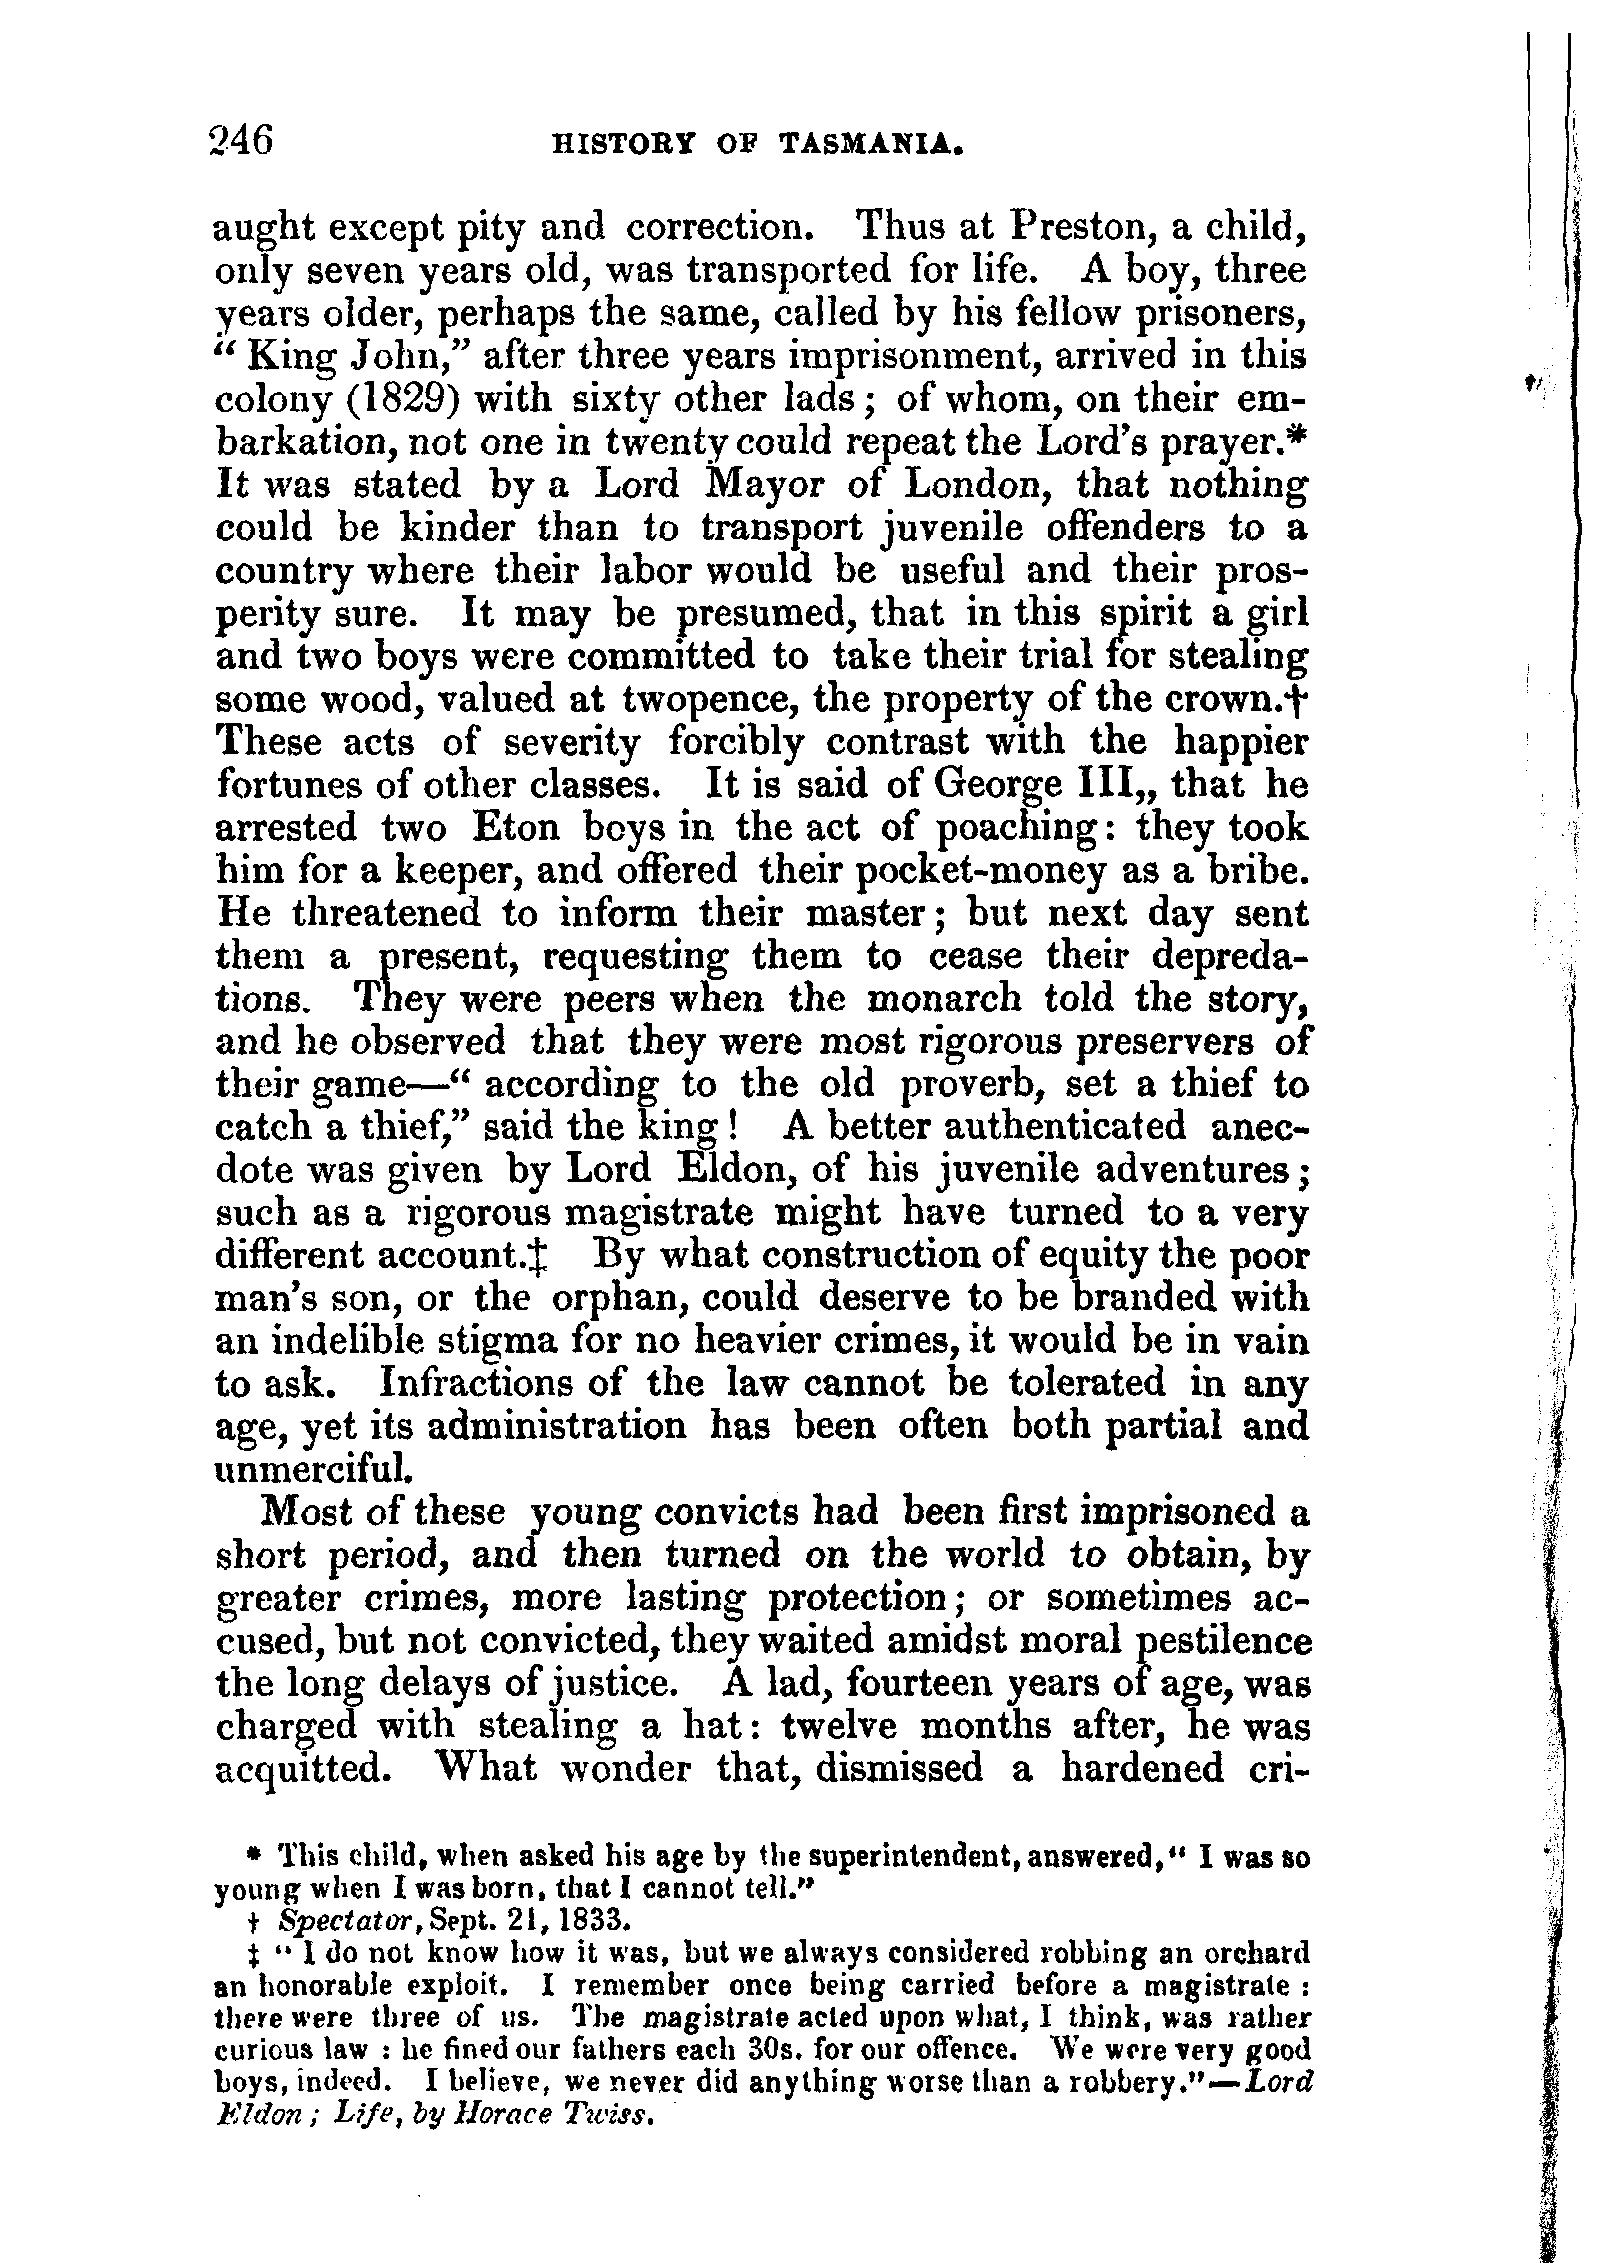 246 HISTORY OF TASMANIA.
aught except pity and correction. Thus at Preston, a child,
only seven years old, was transported for life. A boy, three
years older, perhaps the same, called by his fellow prisoners,
“ King John,” after three years imprisonment, arrived in this
colony (1829) with sixty other lads ; of whom, on their em-
barkation, not one in twenty could repeat the Lord’s prayer.*
It was stated by a Lord Mayor of London, that nothing
could be kinder than to transport juvenile offenders to a
country where their labor would be useful and their pros-
perity sure. It may be presumed, that in this spirit a girl
and two boys were committed to take their trial for stealing
some wood, valued at twopence, the property of the crown.†
These acts of severity forcibly contrast with the happier
fortunes of other classes. It is said of George III,, that he
arrested two Eton boys in the act of poaching : they took
him for a keeper, and offered their pocket-money as a bribe.
He threatened to inform their master ; but next day sent
them a present, requesting them to cease their depreda-
tions. They were peers when the monarch told the story,
and he observed that they were most rigorous preservers of
their game—“ according to the old proverb, set a thief to
catch a thief,” said the king ! A better authenticated anec-
dote was given by Lord Eldon, of his juvenile adventures ;
such as a rigorous magistrate might have turned to a very
different account.‡ By what construction of equity the poor
man’s son, or the orphan, could deserve to be branded with
an indelible stigma for no heavier crimes, it would be in vain
to ask. Infractions of the law cannot be tolerated in any
age, yet its administration has been often both partial and
unmerciful.
Most of these young convicts had been first imprisoned a
short period, and then turned on the world to obtain, by
greater crimes, more lasting protection ; or sometimes ac-
cused, but not convicted, they waited amidst moral pestilence
the long delays of justice. A lad, fourteen years of age, was
charged with stealing a hat : twelve months after, he was
acquitted. What wonder that, dismissed a hardened cri-
* This child, when asked his age by the superintendent, answered, “ I was so
young when I was born, that I cannot tell.”
† Spectator, Sept. 21, 1833.
‡ “ I do not know how it was, but we always considered robbing an orchard
an honorable exploit. I remember once being carried before a magistrate :
there were three of us. The magistrate acted upon what, I think, was rather
curious law : he fined our fathers each 30s. for our offence. We were very good
boys, indeed. I believe, we never did anything worse than a robbery.”—Lord
Eldon ; Life, by Horace Twiss.